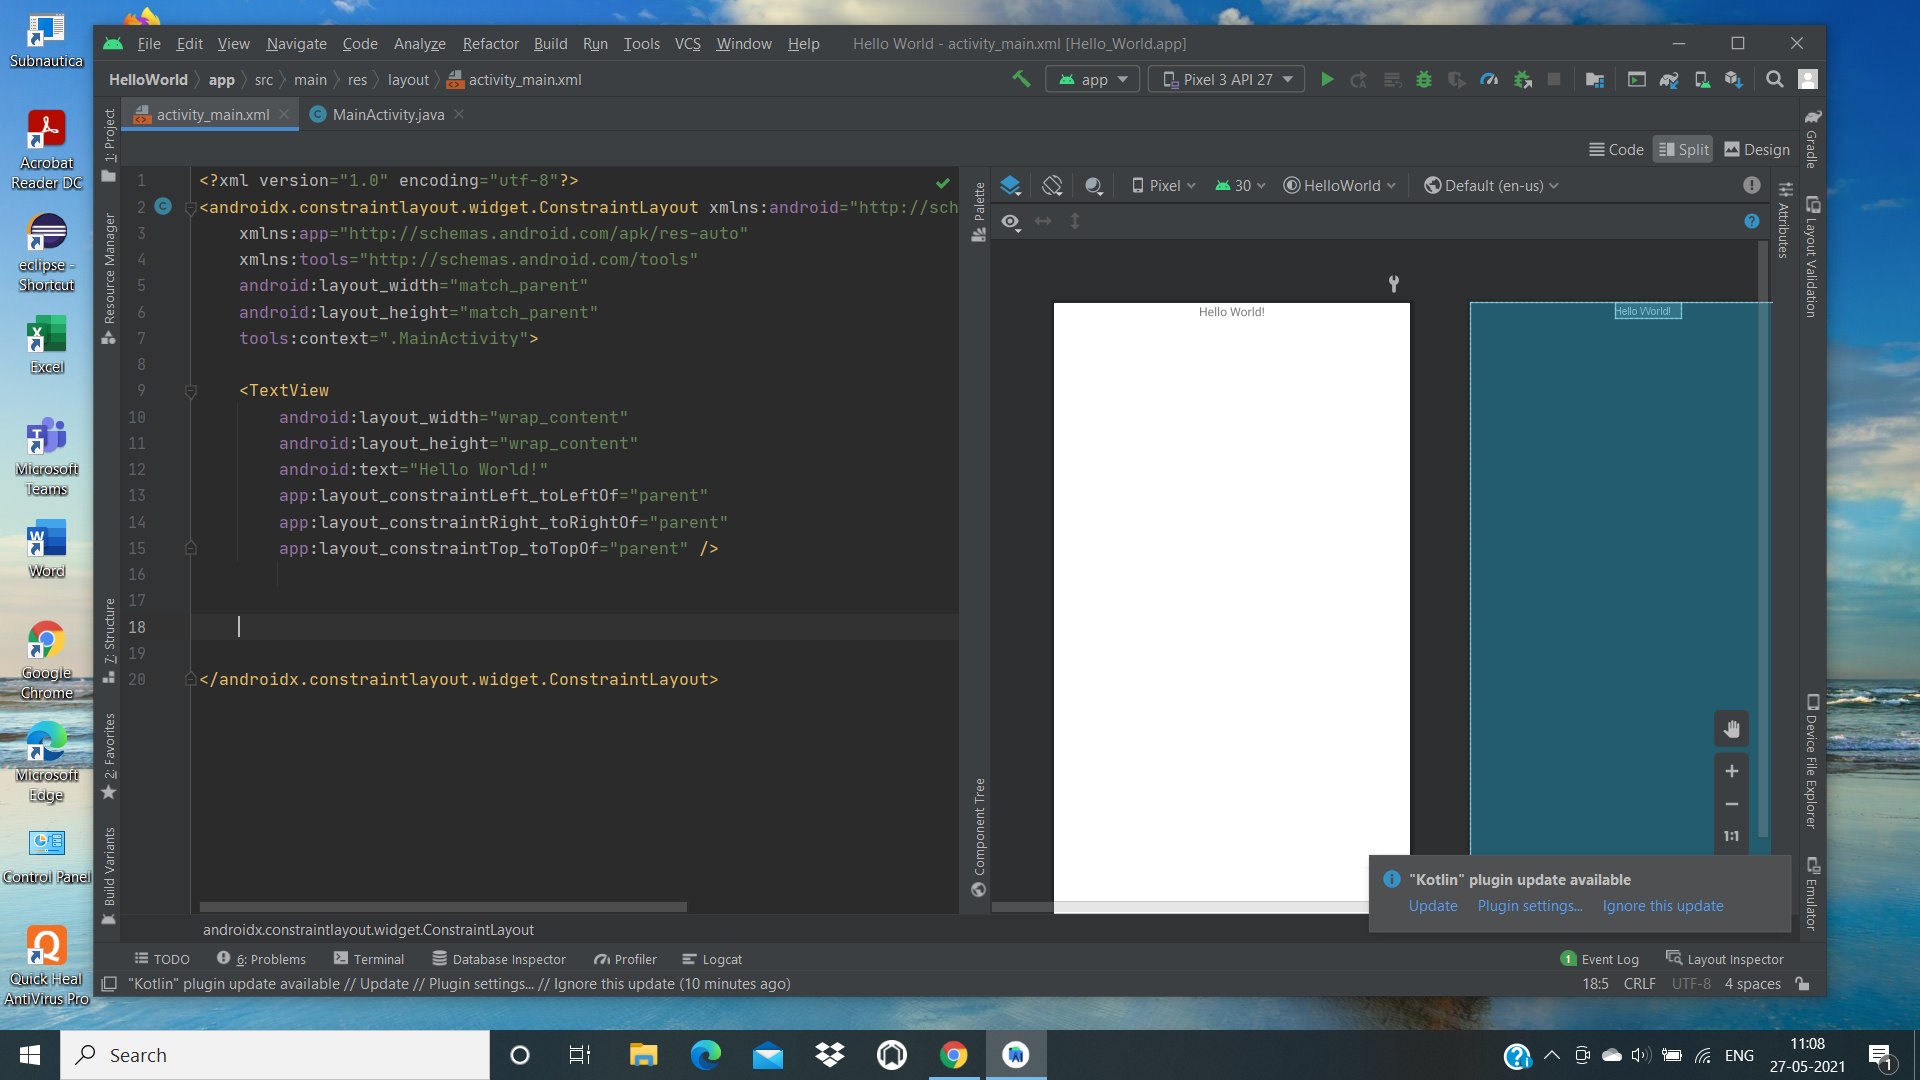 Subnautica
Acrobat
Reader DC
eclipse -
Shortcut
Excel
Microsoft
Teams
Word
Google
Chrome
Microsoft
Edge
Control Panel
Quick Heal
AntiVirus Pro
File Edit View Navigate Code Analyze Refactor Build Run Tools VCS Window Help Hello World - activity_main.xml [Hello_World.app]
HelloWorld app src main res layout activity_main.xml
app Pixel 3 API 27
activity_main.xml MainActivity.java
Code Split Design
1: Project
Resource Manager
7: Structure
2: Favorites
Build Variants
1 <?xml version="1.0" encoding="utf-8"?>
2 <androidx.constraintlayout.widget.ConstraintLayout xmlns:android="http://sch
3 xmlns:app="http://schemas.android.com/apk/res-auto"
4 xmlns:tools="http://schemas.android.com/tools"
5 android:layout_width="match_parent"
6 android:layout_height="match_parent"
7 tools:context=".MainActivity">
8
9 <TextView
10 android:layout_width="wrap_content"
11 android:layout_height="wrap_content"
12 android:text="Hello World!"
13 app:layout_constraintLeft_toLeftOf="parent"
14 app:layout_constraintRight_toRightOf="parent"
15 app:layout_constraintTop_toTopOf="parent" />
16
17
18
19
20 </androidx.constraintlayout.widget.ConstraintLayout>
androidx.constraintlayout.widget.ConstraintLayout
Palette
Component Tree
Pixel 30 HelloWorld Default (en-us)
Hello World!
Hello World!
1:1
Attributes
Gradle
Layout Validation
Device File Explorer
Emulator
"Kotlin" plugin update available
Update Plugin settings... Ignore this update
TODO 6: Problems Terminal Database Inspector Profiler Logcat 1 Event Log Layout Inspector
"Kotlin" plugin update available // Update // Plugin settings... // Ignore this update (10 minutes ago) 18:5 CRLF UTF-8 4 spaces
Search
ENG
11:08
27-05-2021
1